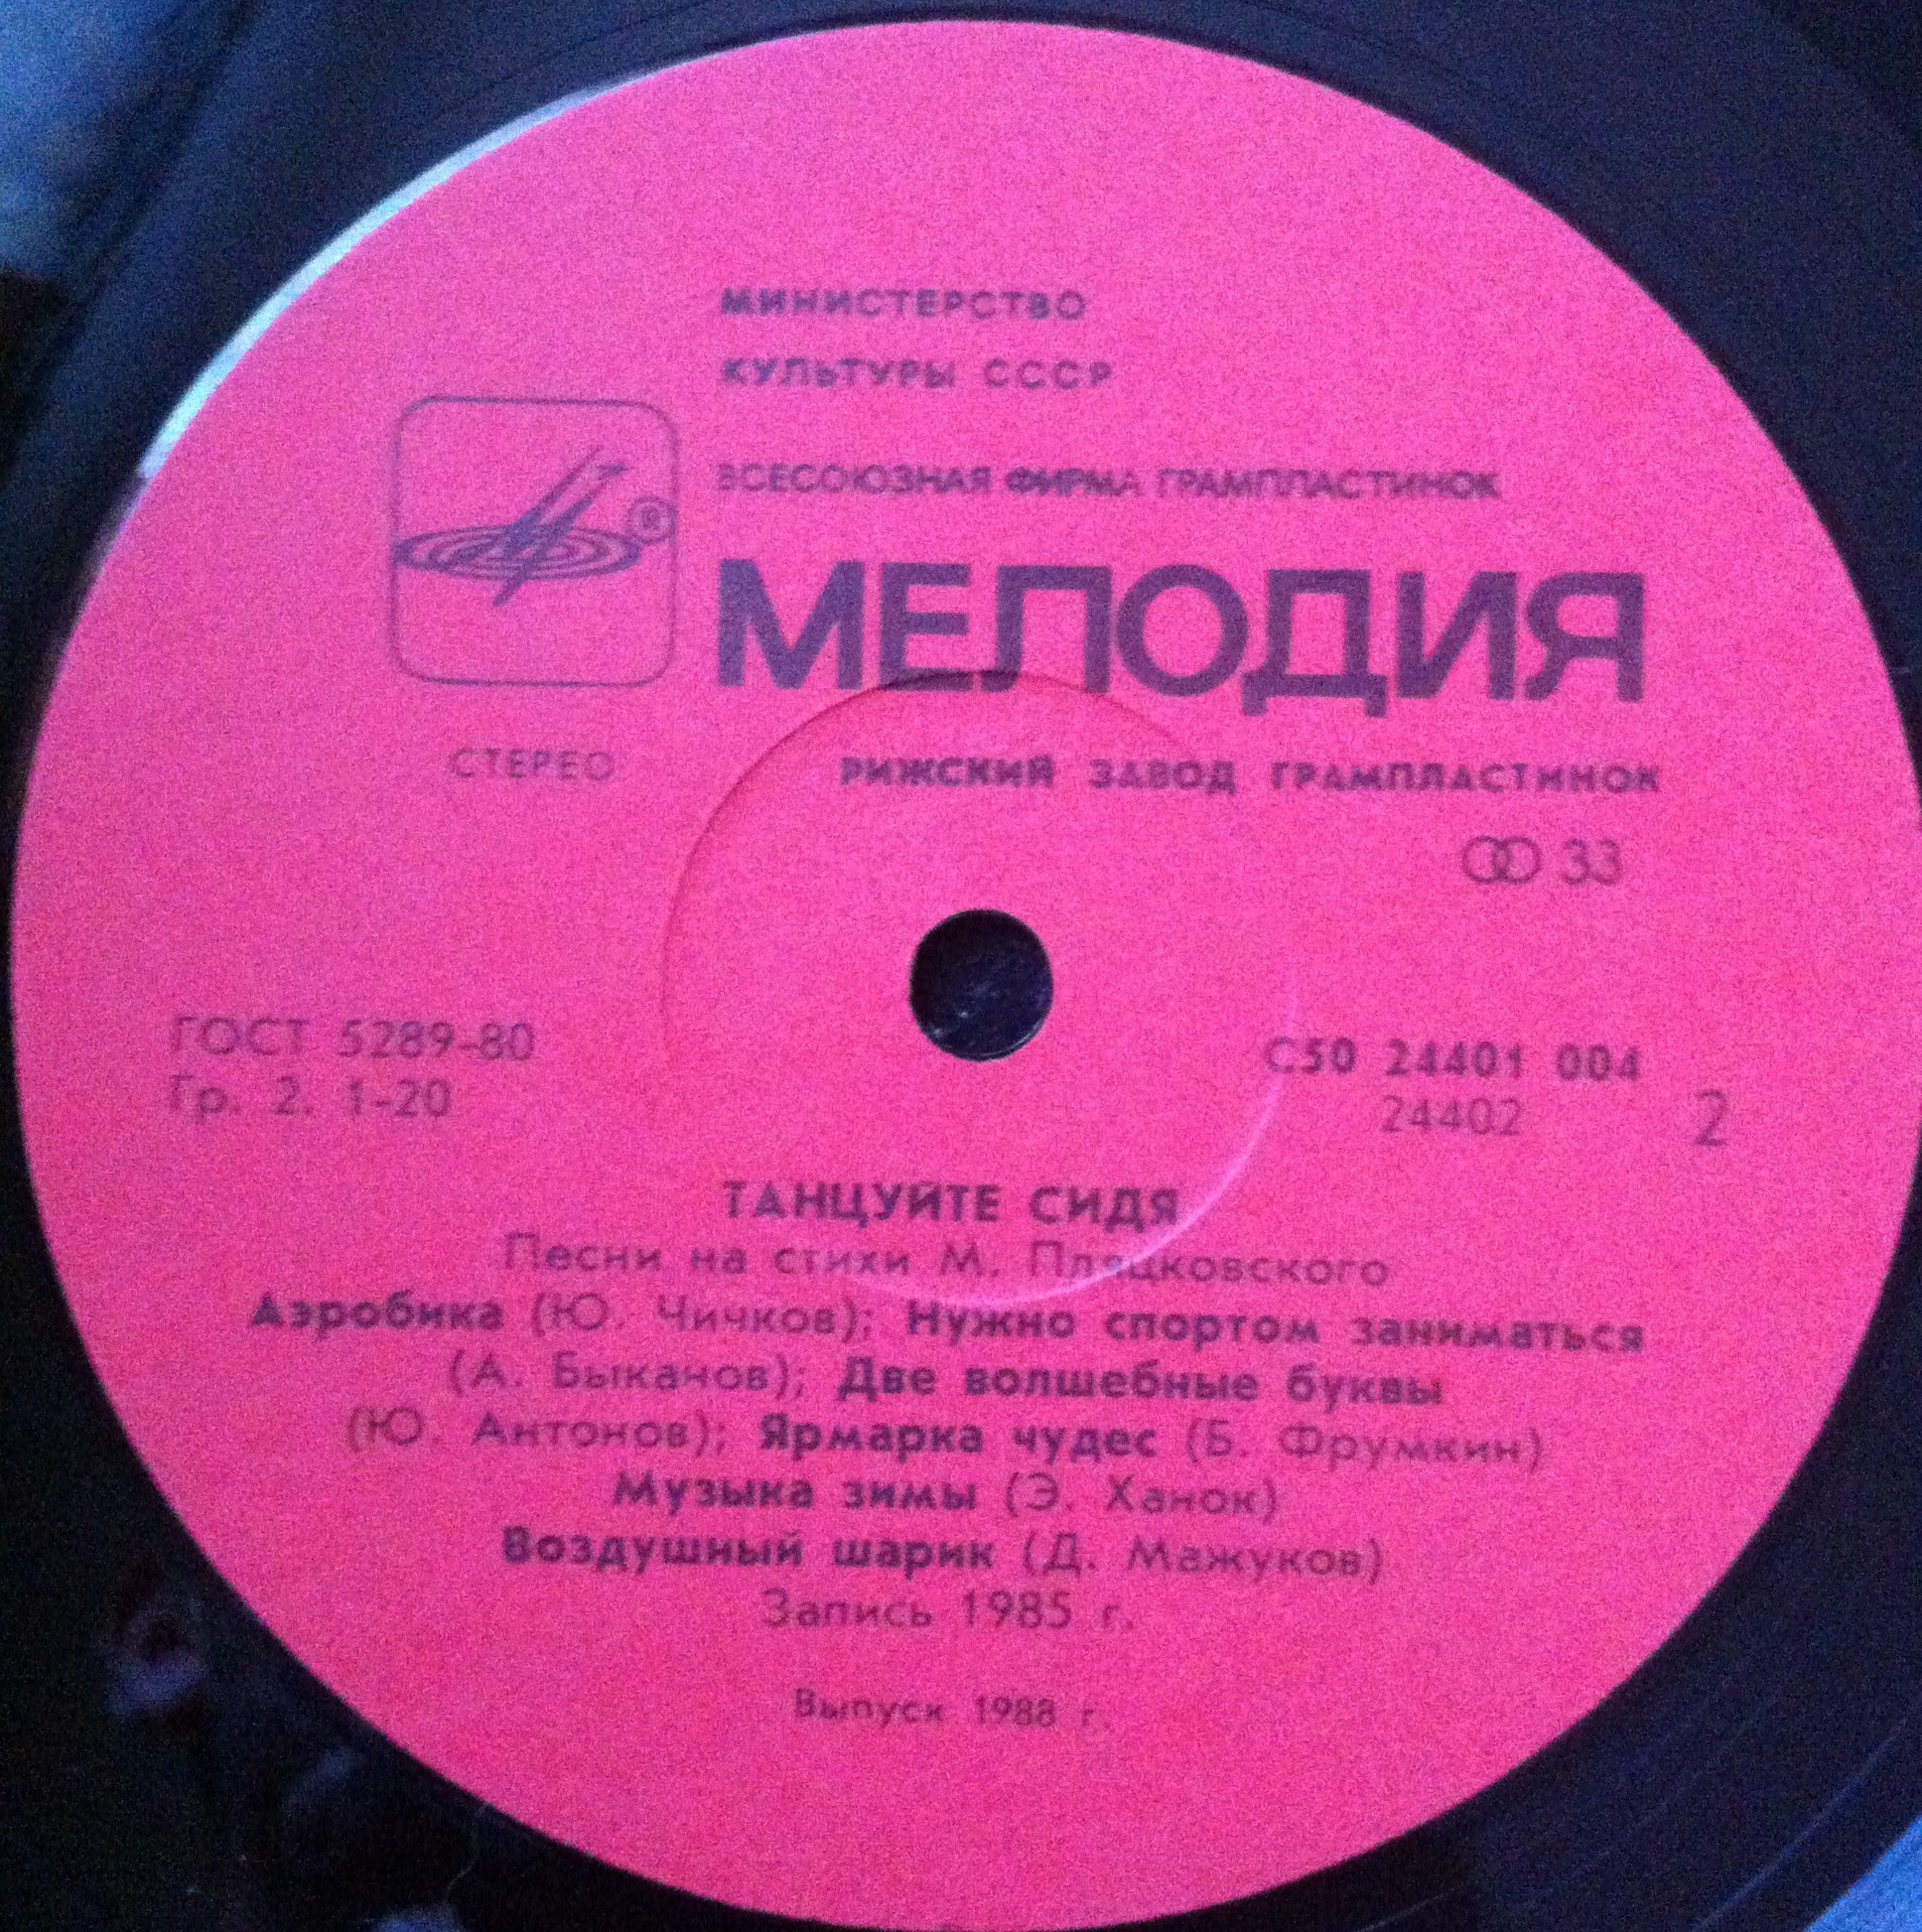 МИНИСТЕРСТВО
КУЛЬТУРЫ СССР
ВСЕСОЮЗНАЯ ФИРМА ГРАМПЛАСТИНОК
®
МЕЛОДИЯ
СТЕРЕО
РИЖСКИЙ ЗАВОД ГРАМПЛАСТИНОК
33
ГОСТ 5289-80
Гр. 2. 1-20
С50 24401 004
24402
2
ТАНЦУЙТЕ СИДЯ
Песни на стихи М. Пляцковского
Аэробика (Ю. Чичков); Нужно спортом заниматься
(А. Быканов); Две волшебные буквы
(Ю. Антонов); Ярмарка чудес (Б. Фрумкин)
Музыка зимы (Э. Ханок)
Воздушный шарик (Д. Мажуков)
Запись 1985 г.
Выпуск 1988 г.